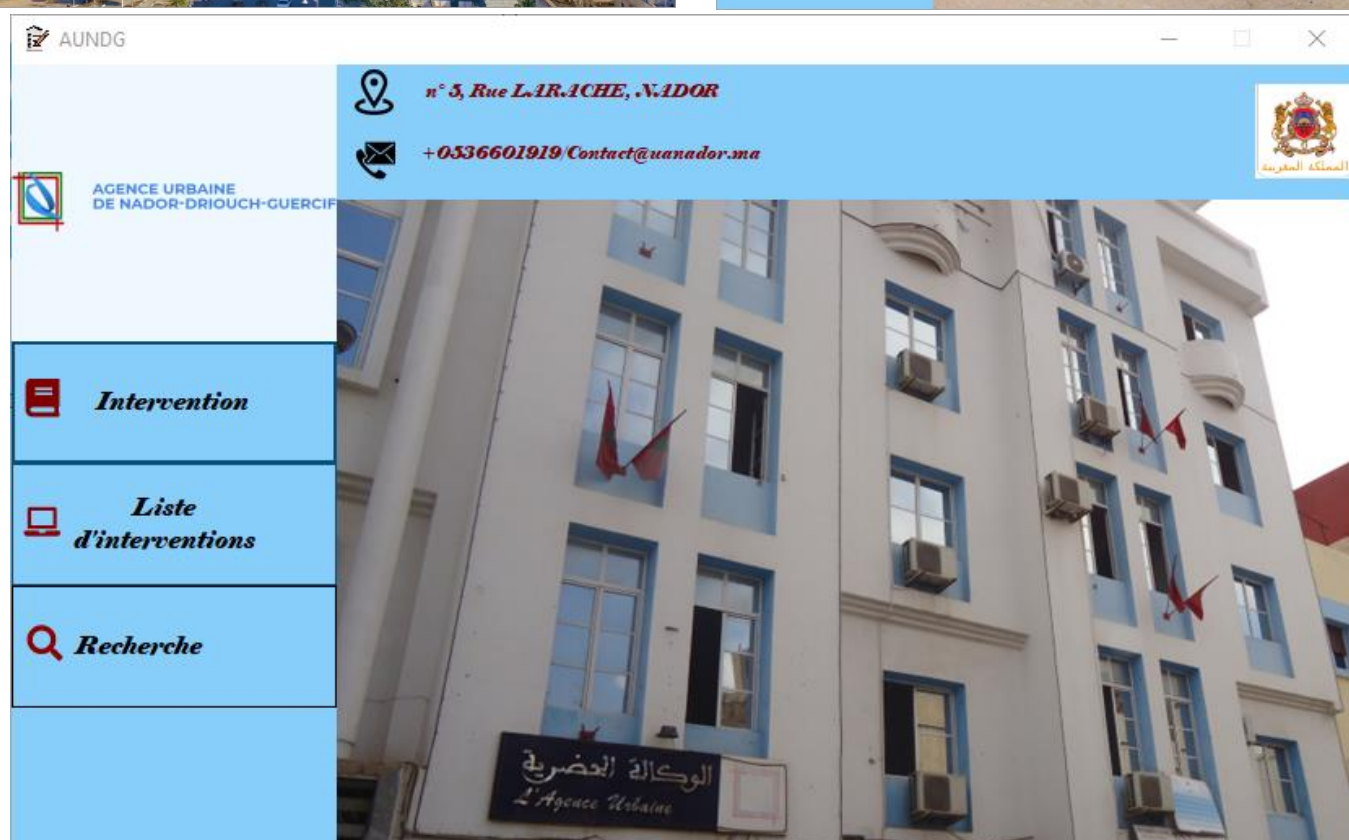 AUNDG
n° 5, Rue LARACHE, NADOR
+0536601919/Contact@uanador.ma
المملكة المغربية
AGENCE URBAINE
DE NADOR-DRIOUCH-GUERCIF
Intervention
Liste
d'interventions
Recherche
الوكالة الحضرية
L'Agence Urbaine